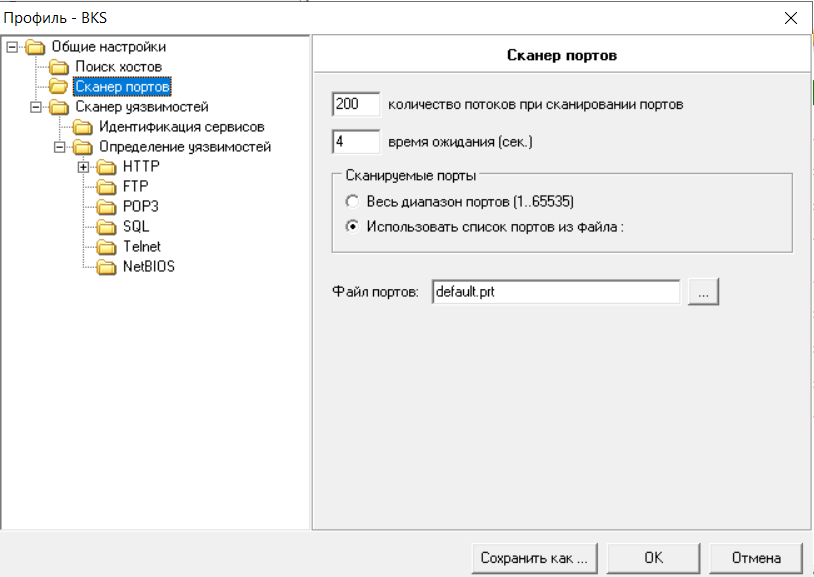 Профиль - BKS
Общие настройки
Поиск хостов
Сканер портов
Сканер уязвимостей
Идентификация сервисов
Определение уязвимостей
HTTP
FTP
POP3
SQL
Telnet
NetBIOS
Сканер портов
200 количество потоков при сканировании портов
4 время ожидания (сек.)
Сканируемые порты
Весь диапазон портов (1..65535)
Использовать список портов из файла :
Файл портов: default.prt ...
Сохранить как ... OK Отмена